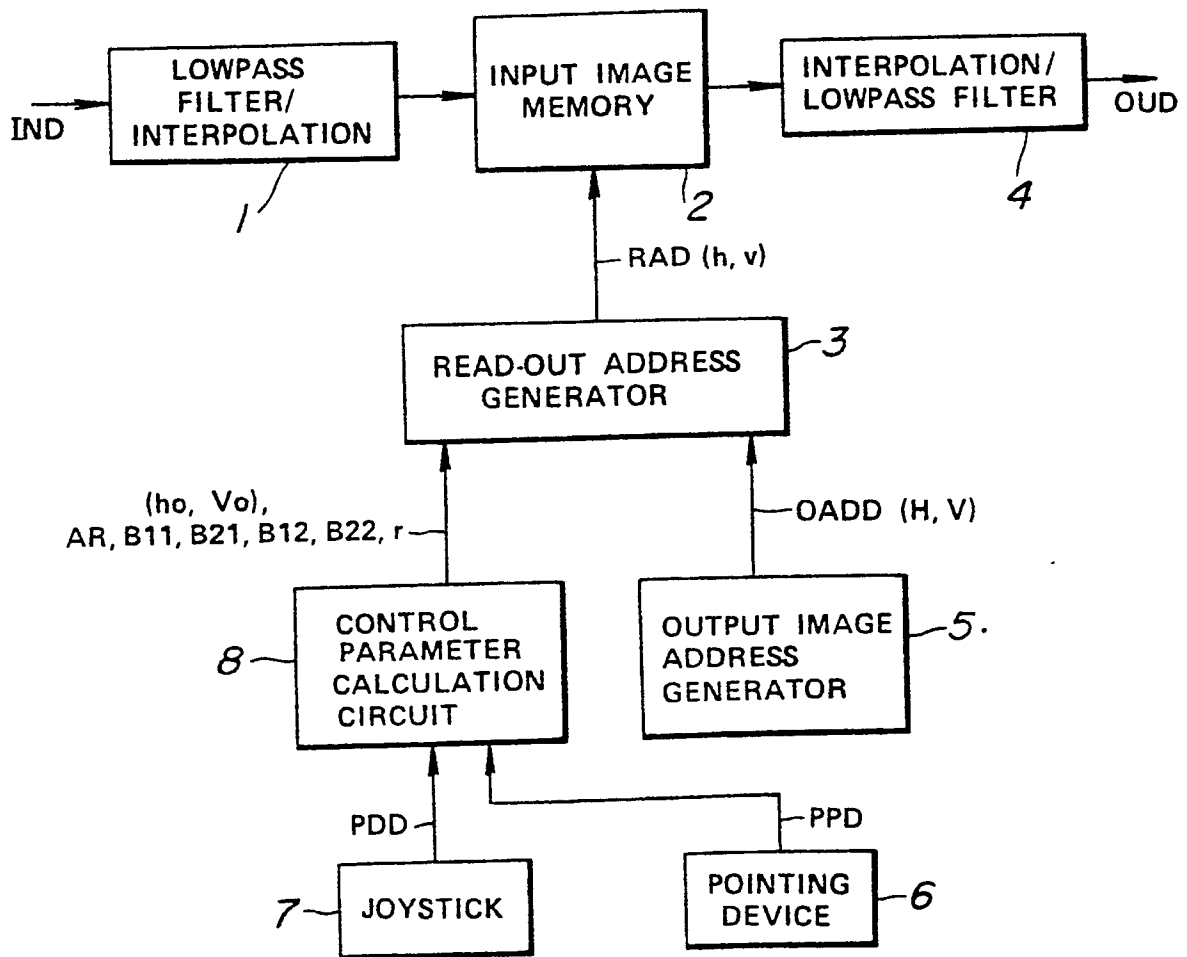 LOWPASS
FILTER/
INTERPOLATION
INPUT IMAGE
MEMORY
INTERPOLATION/
LOWPASS FILTER
IND
OUD
1
2
4
RAD (h, v)
READ-OUT ADDRESS
GENERATOR
3
(ho, Vo),
AR, B11, B21, B12, B22, r
OADD (H, V)
CONTROL
PARAMETER
CALCULATION
CIRCUIT
8
OUTPUT IMAGE
ADDRESS
GENERATOR
5.
PDD
PPD
JOYSTICK
7
POINTING
DEVICE
6